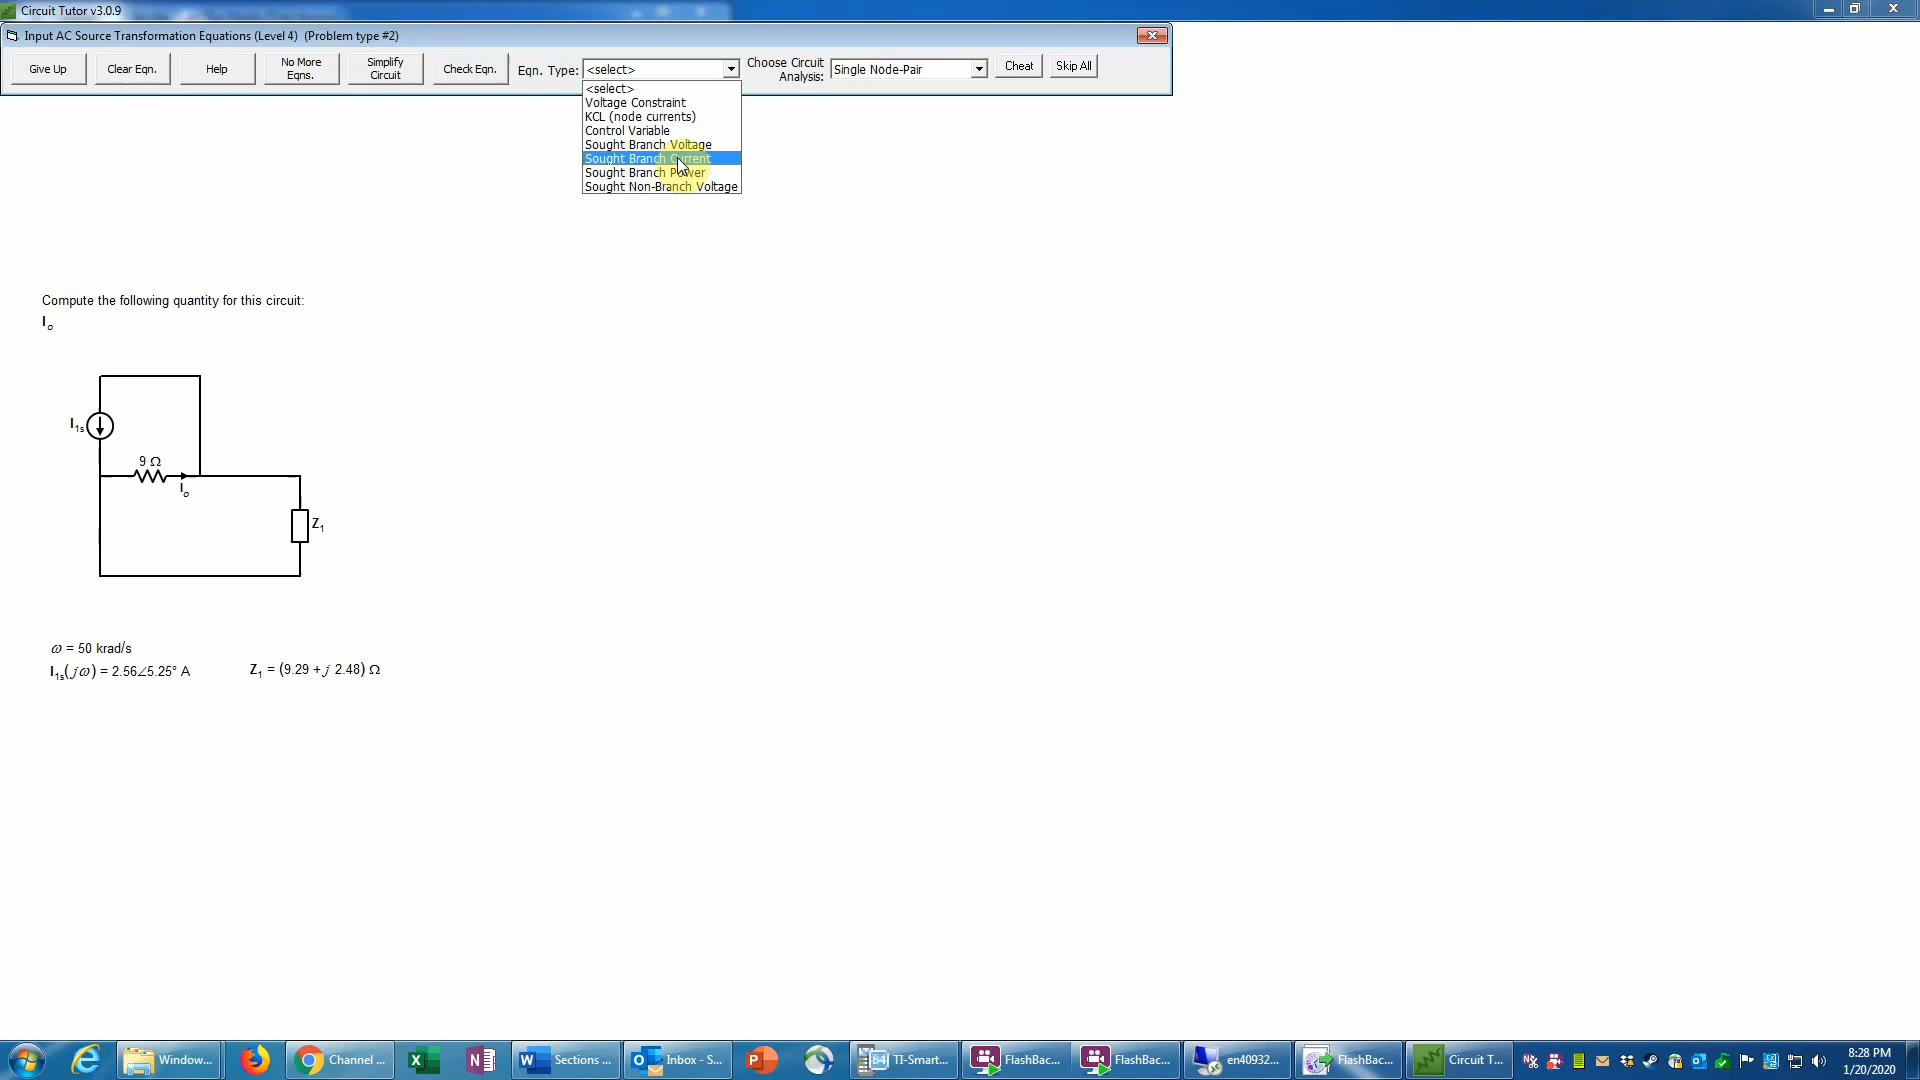 Circuit Tutor v3.0.9
Input AC Source Transformation Equations (Level 4) (Problem type #2)
Give Up
Clear Eqn.
Help
No More
Eqns.
Simplify
Circuit
Check Eqn.
Eqn. Type:
<select>
Choose Circuit
Analysis:
Single Node-Pair
Cheat
Skip All
<select>
Voltage Constraint
KCL (node currents)
Control Variable
Sought Branch Voltage
Sought Branch Current
Sought Branch Power
Sought Non-Branch Voltage
Compute the following quantity for this circuit:
Io
I1s
9 Ω
Io
Z1
ω = 50 krad/s
I1s(jω) = 2.56∠5.25° A
Z1 = (9.29 + j 2.48) Ω
Window...
Channel ...
Sections ...
Inbox - S...
TI-Smart...
FlashBac...
FlashBac...
en40932...
FlashBac...
Circuit T...
8:28 PM
1/20/2020